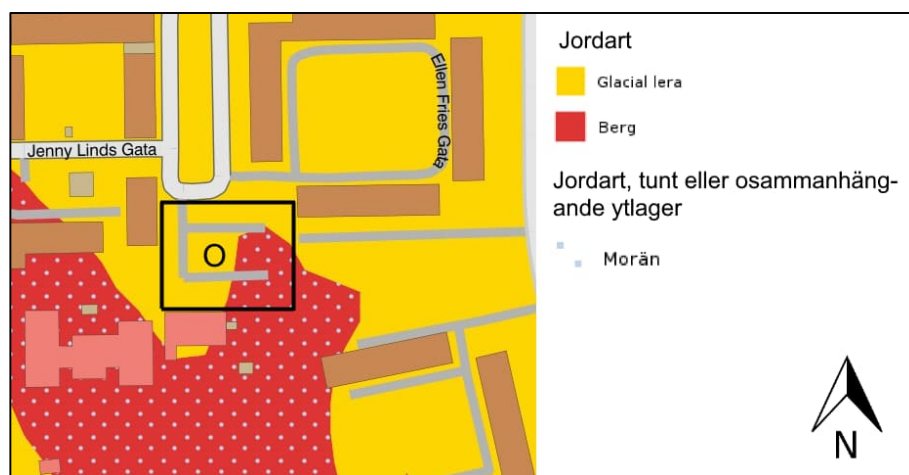 Jenny Linds Gata
Ellen Fries Gata
O
Jordart
Glacial lera
Berg
Jordart, tunt eller osammanhäng-
ande ytlager
Morän
N